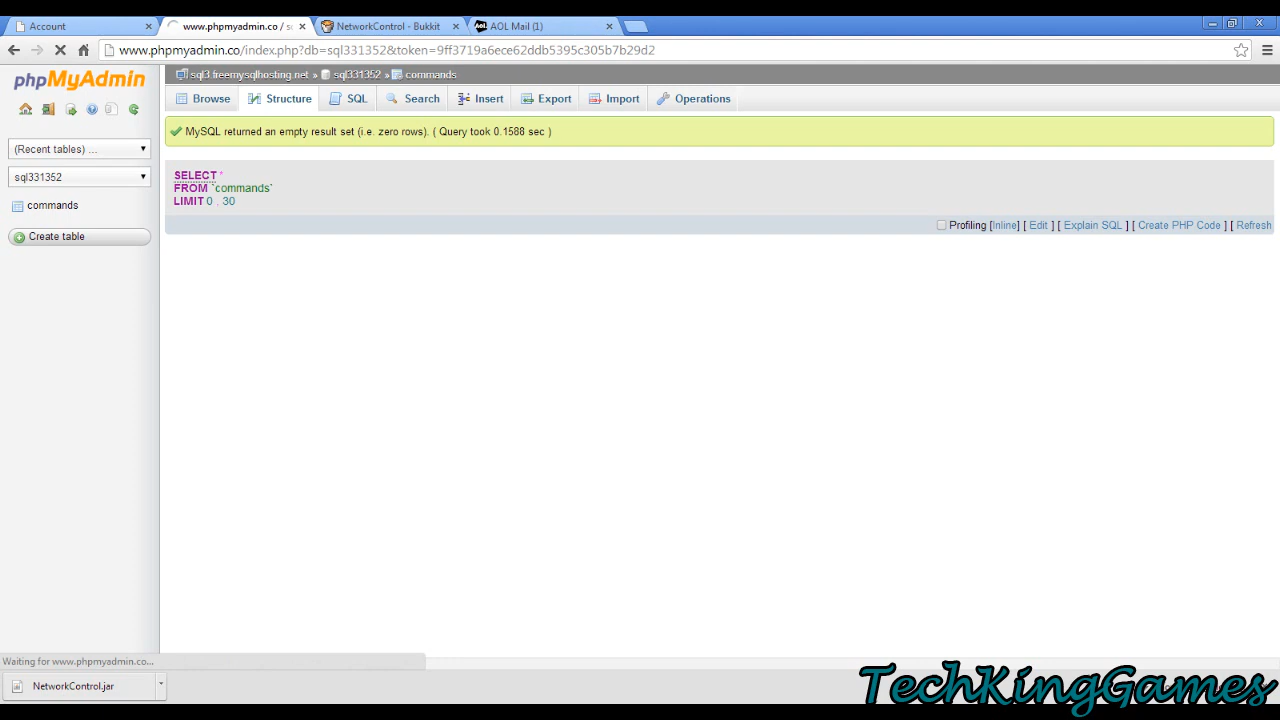 Account
www.phpmyadmin.co / sq
NetworkControl - Bukkit
AOL Mail (1)
www.phpmyadmin.co/index.php?db=sql331352&token=9ff3719a6ece62ddb5395c305b7b29d2
phpMyAdmin
sql3.freemysqlhosting.net » sql331352 » commands
Browse Structure SQL Search Insert Export Import Operations
MySQL returned an empty result set (i.e. zero rows). ( Query took 0.1588 sec )
(Recent tables) ...
sql331352
commands
Create table
SELECT *
FROM `commands`
LIMIT 0 , 30
Profiling [Inline] [ Edit ] [ Explain SQL ] [ Create PHP Code ] [ Refresh
Waiting for www.phpmyadmin.co...
NetworkControl.jar
TechKingGames